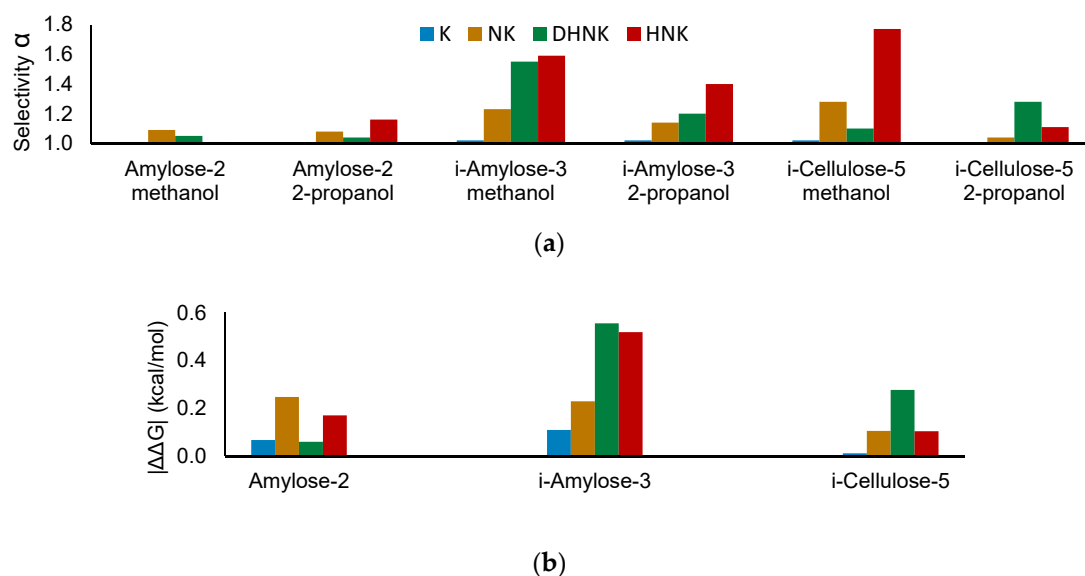 Selectivity α
1.8
1.6
1.4
1.2
1.0
K NK DHNK HNK
Amylose-2 Amylose-2 i-Amylose-3 i-Amylose-3 i-Cellulose-5 i-Cellulose-5
methanol 2-propanol methanol 2-propanol methanol 2-propanol
(a)
|ΔΔG| (kcal/mol)
0.6
0.4
0.2
0.0
Amylose-2 i-Amylose-3 i-Cellulose-5
(b)